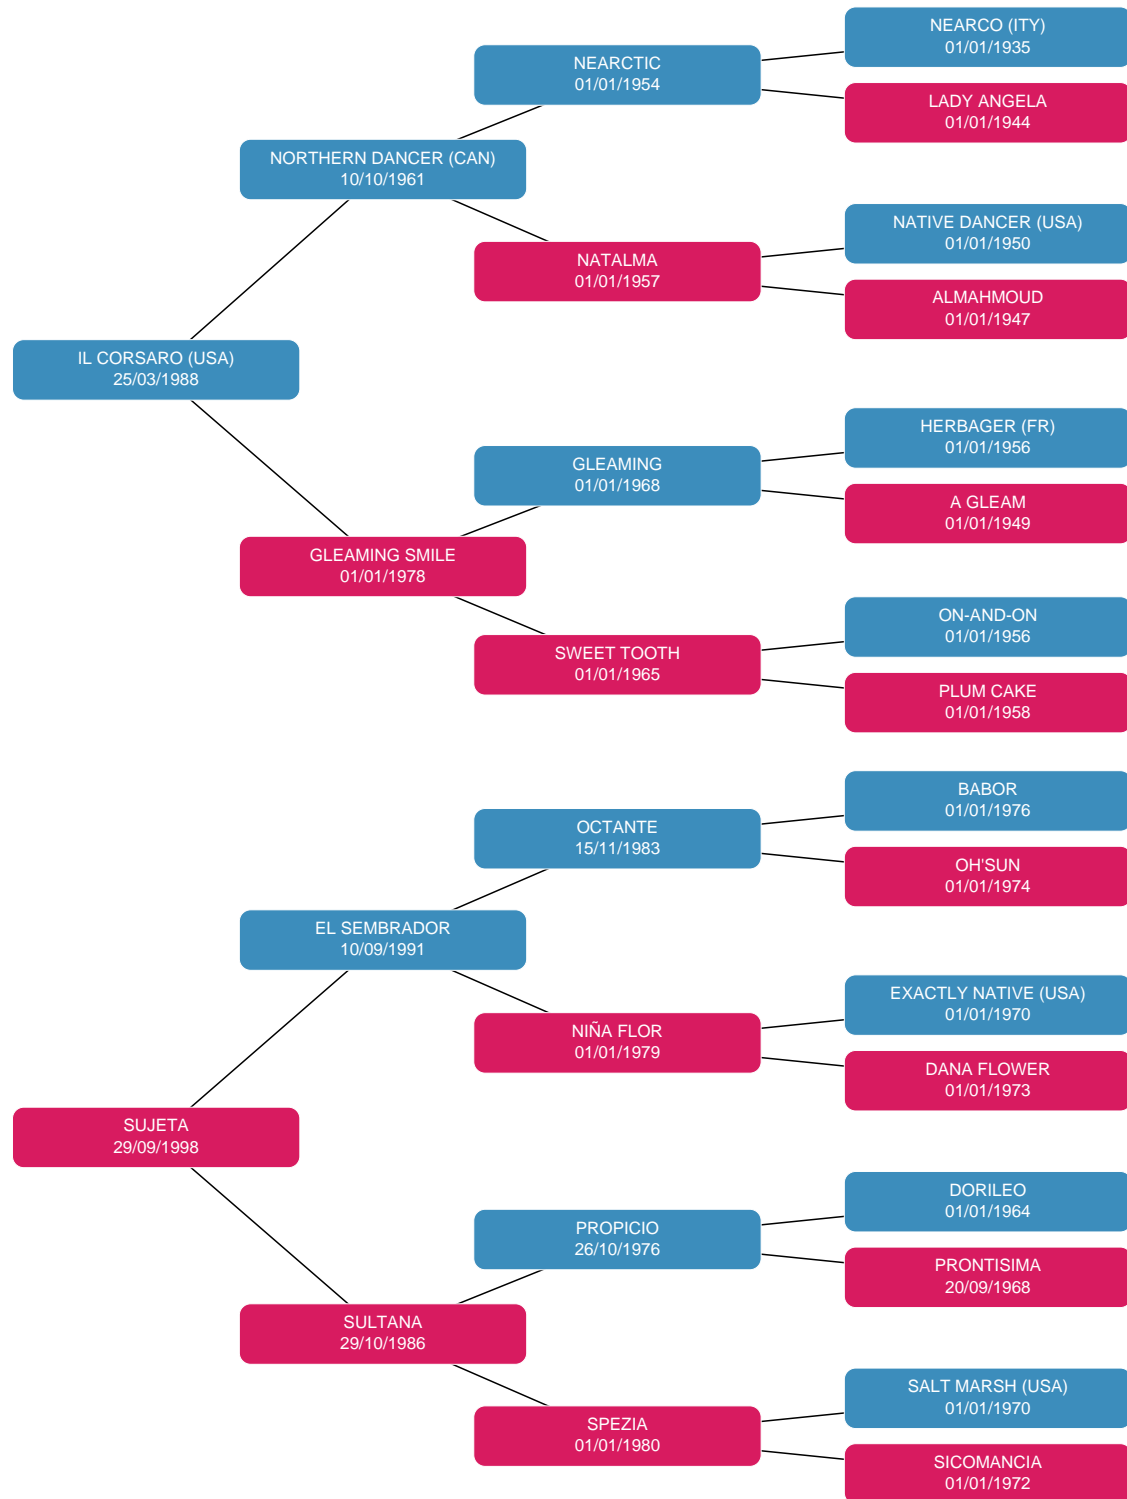 NEARCO (ITY)
01/01/1935
NEARCTIC
01/01/1954
LADY ANGELA
01/01/1944
NORTHERN DANCER (CAN)
10/10/1961
NATIVE DANCER (USA)
01/01/1950
NATALMA
01/01/1957
ALMAHMOUD
01/01/1947
IL CORSARO (USA)
25/03/1988
HERBAGER (FR)
01/01/1956
GLEAMING
01/01/1968
A GLEAM
01/01/1949
GLEAMING SMILE
01/01/1978
ON-AND-ON
01/01/1956
SWEET TOOTH
01/01/1965
PLUM CAKE
01/01/1958
BABOR
01/01/1976
OCTANTE
15/11/1983
OH'SUN
01/01/1974
EL SEMBRADOR
10/09/1991
EXACTLY NATIVE (USA)
01/01/1970
NIÑA FLOR
01/01/1979
DANA FLOWER
01/01/1973
SUJETA
29/09/1998
DORILEO
01/01/1964
PROPICIO
26/10/1976
PRONTISIMA
20/09/1968
SULTANA
29/10/1986
SALT MARSH (USA)
01/01/1970
SPEZIA
01/01/1980
SICOMANCIA
01/01/1972